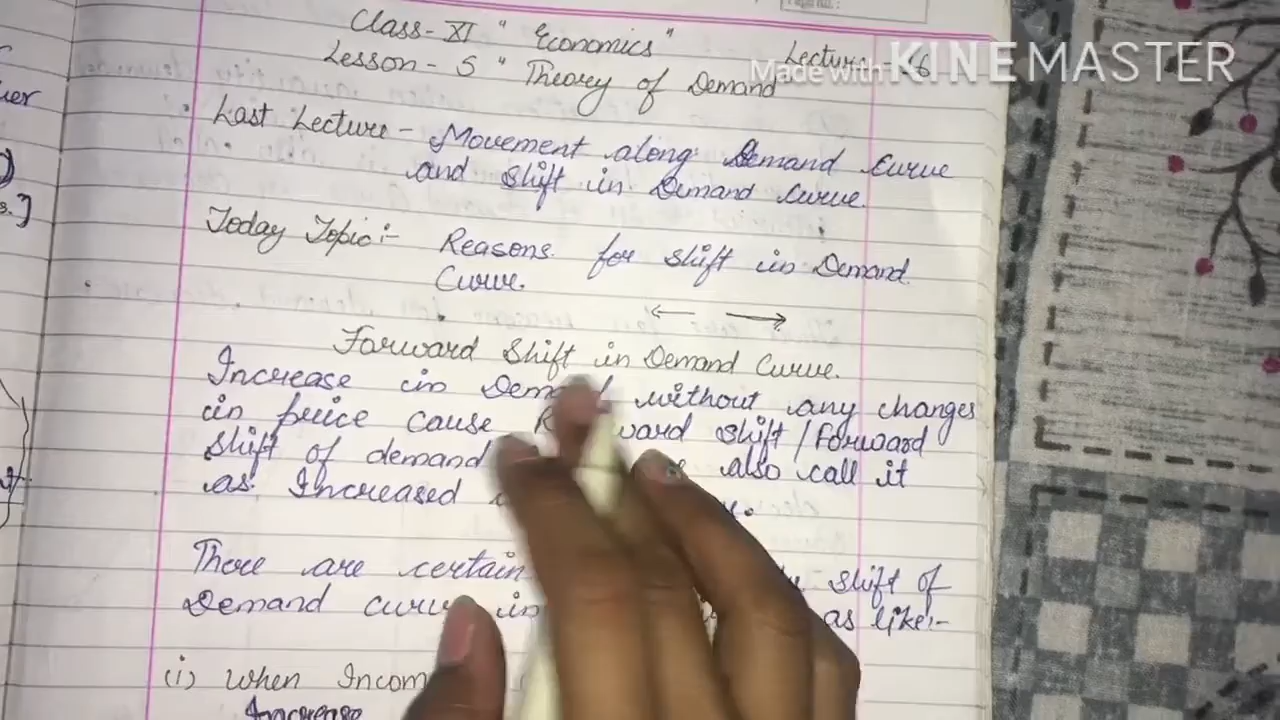 Class-XI " Economics"
Lecture - 16
Made with KINEMASTER
Lesson - 5 " Theory of Demand
Last Lecture - Movement along Demand Curve
and shift in Demand Curve.
Today Topic:- Reasons for shift in Demand
Curve.
← →
Forward Shift in Demand Curve.
Increase in without any changes
in price cause shift / Forward
shift of demand also call it
as Increased
There are certain shift of
Demand curve in as like:-
(i) When
Increase